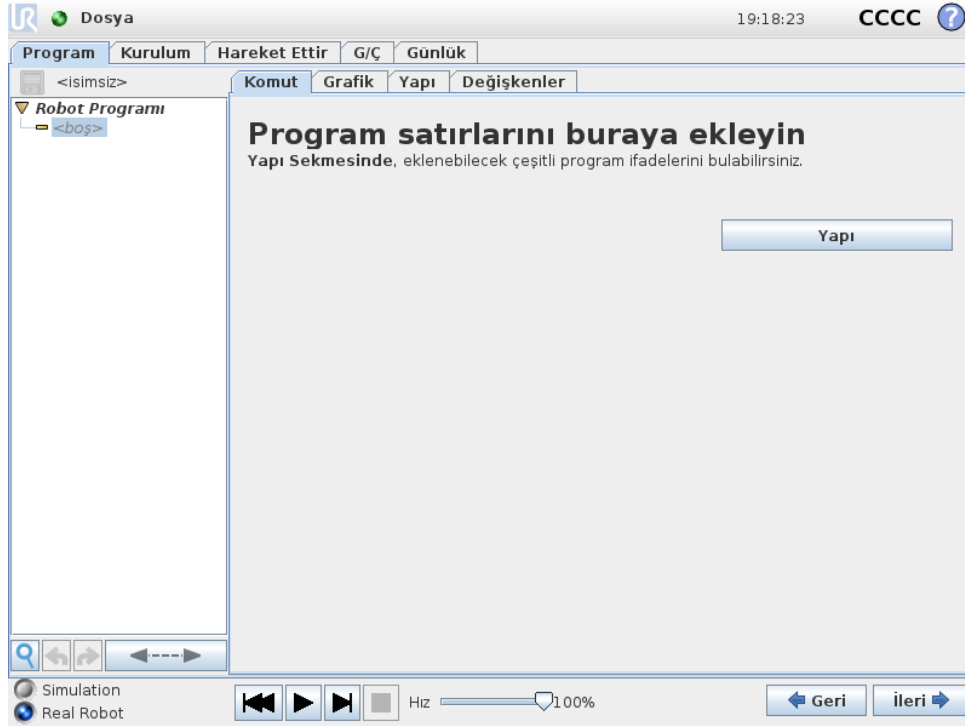 UR Dosya 19:18:23 CCCC ?
Program Kurulum Hareket Ettir G/Ç Günlük
<isimsiz>
Komut Grafik Yapı Değişkenler
Robot Programı
<boş>
Program satırlarını buraya ekleyin
Yapı Sekmesinde, eklenebilecek çeşitli program ifadelerini bulabilirsiniz.
Yapı
Simulation
Real Robot
Hız 100%
Geri İleri